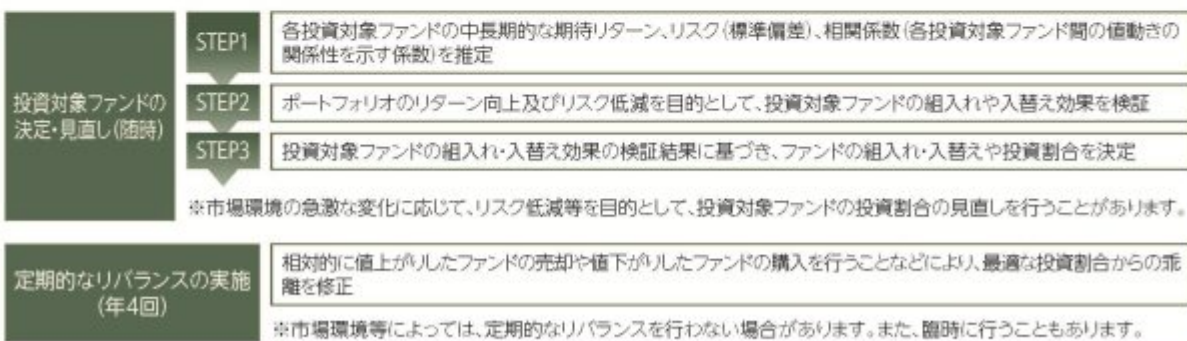 投資対象ファンドの
決定・見直し(随時)
STEP1
各投資対象ファンドの中長期的な期待リターン、リスク(標準偏差)、相関係数(各投資対象ファンド間の値動きの
関係性を示す係数)を推定
STEP2
ポートフォリオのリターン向上及びリスク低減を目的として、投資対象ファンドの組入れや入替え効果を検証
STEP3
投資対象ファンドの組入れ・入替え効果の検証結果に基づき、ファンドの組入れ・入替えや投資割合を決定
※市場環境の急激な変化に応じて、リスク低減等を目的として、投資対象ファンドの投資割合の見直しを行うことがあります。
定期的なリバランスの実施
(年4回)
相対的に値上がりしたファンドの売却や値下がりしたファンドの購入を行うことなどにより、最適な投資割合からの乖
離を修正
※市場環境等によっては、定期的なリバランスを行わない場合があります。また、臨時に行うこともあります。